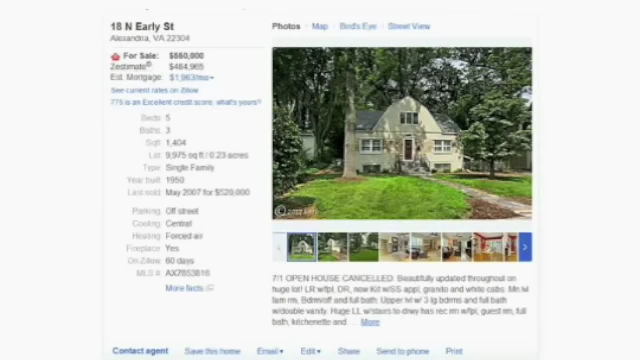 18 N Early St
Alexandria, VA 22304
For Sale: $550,000
Zestimate®: $464,965
Est. Mortgage: $1,963/mo
See current rates on Zillow
775 is an Excellent credit score, what's yours?
Beds: 5
Baths: 3
Sqft: 1,404
Lot: 9,975 sq ft / 0.23 acres
Type: Single Family
Year built: 1950
Last sold: May 2007 for $520,000
Parking: Off street
Cooling: Central
Heating: Forced air
Fireplace: Yes
On Zillow: 60 days
MLS #: AX7853816
More facts
Photos Map Bird's Eye Street View
7/1 OPEN HOUSE CANCELLED. Beautifully updated throughout on
huge lot! LR w/fpl, DR, new Kit w/SS appl, granite and white cabs. Mn lvl
fam rm, Bdrm/off and full bath. Upper lvl w/ 3 lg bdrms and full bath
w/double vanity. Huge LL w/stairs to drwy has rec rm w/fpl, guest rm, full
bath, kitchenette and ... More
Contact agent Save this home Email Edit Share Send to phone Print